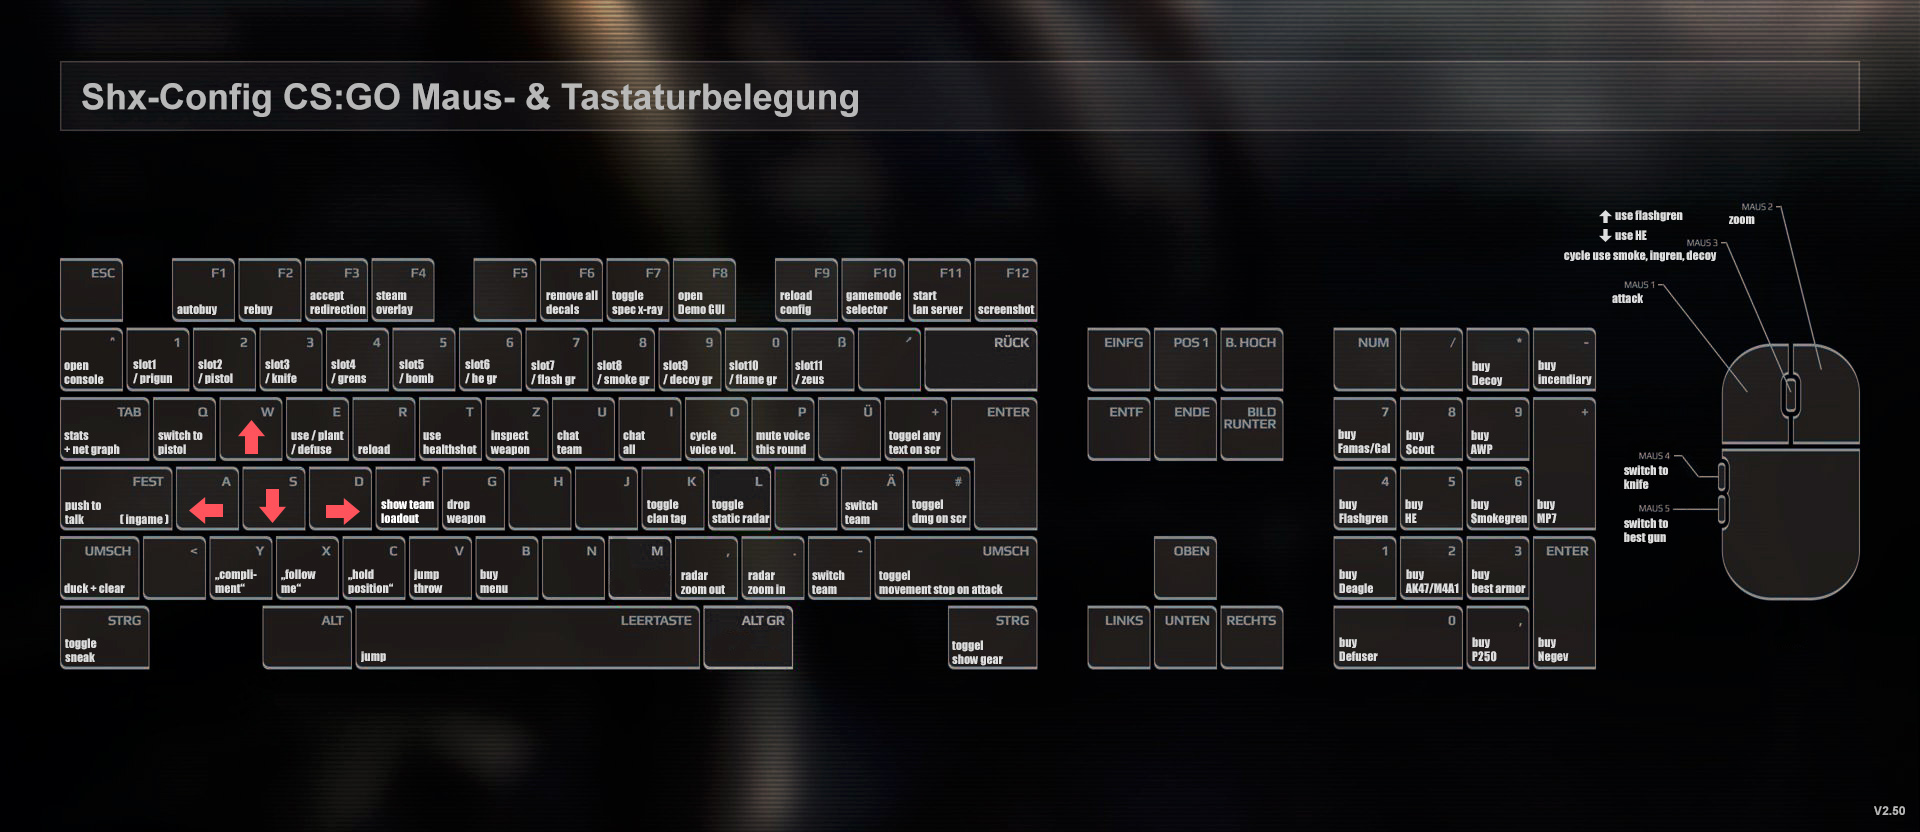 Shx-Config CS:GO Maus- & Tastaturbelegung
use flashgren
use HE
cycle use smoke, ingren, decoy
MAUS 2
zoom
MAUS 3
MAUS 1
attack
MAUS 4
switch to
knife
MAUS 5
switch to
best gun
ESC
F1
autobuy
F2
rebuy
F3
accept
redirection
F4
steam
overlay
F5
F6
remove all
decals
F7
toggle
spec x-ray
F8
open
Demo GUI
F9
reload
config
F10
gamemode
selector
F11
start
lan server
F12
screenshot
^
open
console
1
slot1
/ prigun
2
slot2
/ pistol
3
slot3
/ knife
4
slot4
/ grens
5
slot5
/ bomb
6
slot6
/ he gr
7
slot7
/ flash gr
8
slot8
/ smoke gr
9
slot9
/ decoy gr
0
slot10
/ flame gr
ß
slot11
/ zeus
´
RÜCK
EINFG
POS 1
B. HOCH
NUM
/
*
buy
Decoy
-
buy
incendiary
TAB
stats
+ net graph
Q
switch to
pistol
W
E
use / plant
/ defuse
R
reload
T
use
healthshot
Z
inspect
weapon
U
chat
team
I
chat
all
O
cycle
voice vol.
P
mute voice
this round
Ü
+
toggel any
text on scr
ENTER
ENTF
ENDE
BILD
RUNTER
7
buy
Famas/Gal
8
buy
Scout
9
buy
AWP
+
buy
MP7
FEST
push to
talk ( ingame )
A
S
D
F
show team
loadout
G
drop
weapon
H
J
K
toggle
clan tag
L
toggle
static radar
Ö
Ä
switch
team
#
toggel
dmg on scr
4
buy
Flashgren
5
buy
HE
6
buy
Smokegren
UMSCH
duck + clear
<
Y
„compli-
ment“
X
„follow
me“
C
„hold
position“
V
jump
throw
B
buy
menu
N
M
,
radar
zoom out
.
radar
zoom in
-
switch
team
UMSCH
toggel
movement stop on attack
OBEN
1
buy
Deagle
2
buy
AK47/M4A1
3
buy
best armor
ENTER
buy
Negev
STRG
toggle
sneak
ALT
LEERTASTE
jump
ALT GR
STRG
toggel
show gear
LINKS
UNTEN
RECHTS
0
buy
Defuser
,
buy
P250
V2.50